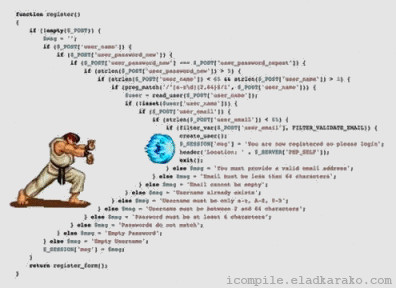 function register()
{
    if (!empty($_POST)) {
        $msg = '';
        if ($_POST['user_name']) {
            if ($_POST['user_password_new']) {
                if ($_POST['user_password_new'] === $_POST['user_password_repeat']) {
                    if (strlen($_POST['user_password_new']) > 5) {
                        if (strlen($_POST['user_name']) < 65 && strlen($_POST['user_name']) > 1) {
                            if (preg_match('/^[a-z\d]{2,64}$/i', $_POST['user_name'])) {
                                $user = read_user($_POST['user_name']);
                                if (!isset($user['user_name'])) {
                                    if ($_POST['user_email']) {
                                        if (strlen($_POST['user_email']) < 65) {
                                            if (filter_var($_POST['user_email'], FILTER_VALIDATE_EMAIL)) {
                                                create_user();
                                                $_SESSION['msg'] = 'You are now registered so please login';
                                                header('Location: ' . $_SERVER['PHP_SELF']);
                                                exit();
                                            } else $msg = 'You must provide a valid email address';
                                        } else $msg = 'Email must be less than 64 characters';
                                    } else $msg = 'Email cannot be empty';
                                } else $msg = 'Username already exists';
                            } else $msg = 'Username must be only a-z, A-Z, 0-9';
                        } else $msg = 'Username must be between 2 and 64 characters';
                    } else $msg = 'Password must be at least 6 characters';
                } else $msg = 'Passwords do not match';
            } else $msg = 'Empty Password';
        } else $msg = 'Empty Username';
        $_SESSION['msg'] = $msg;
    }
    return register_form();
}
icompile.eladkarako.com